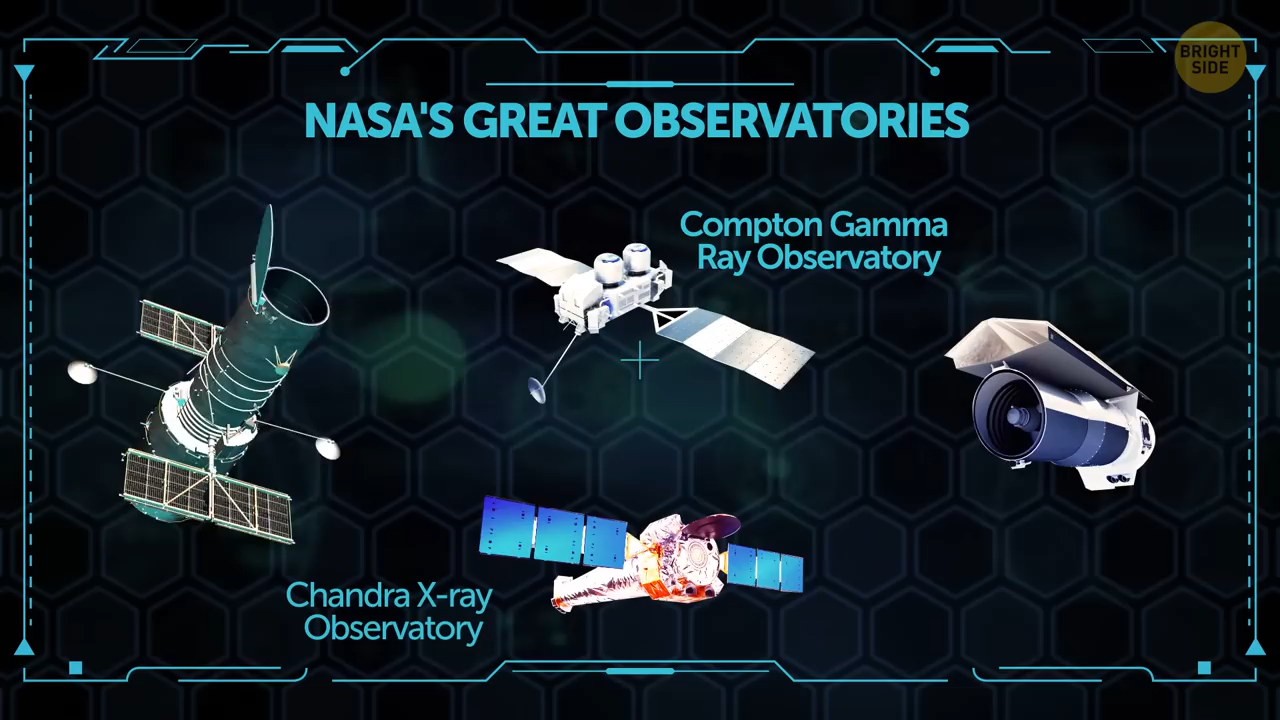 BRIGHT
SIDE
NASA'S GREAT OBSERVATORIES
Compton Gamma
Ray Observatory
Chandra X-ray
Observatory